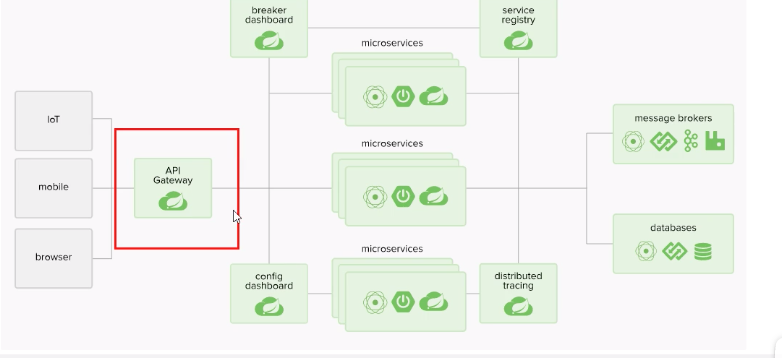 breaker
dashboard
service
registry
microservices
IoT
message brokers
microservices
API
Gateway
mobile
databases
microservices
browser
config
dashboard
distributed
tracing